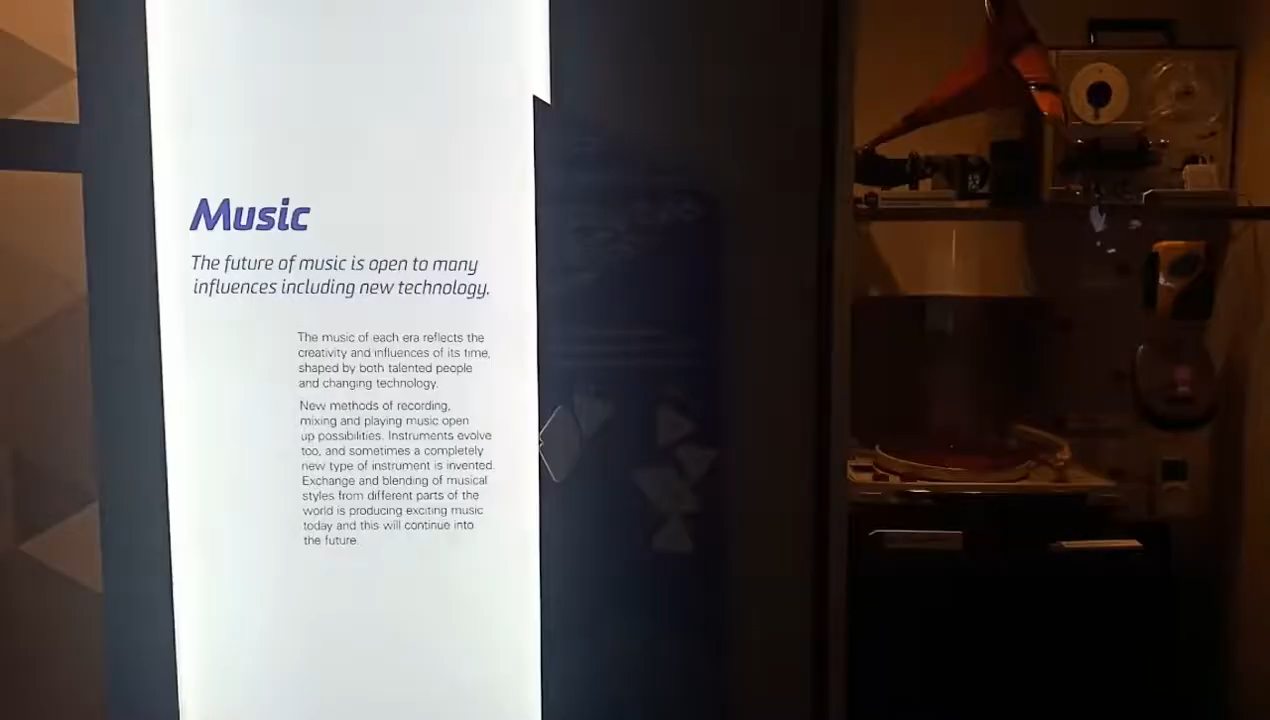 Music
The future of music is open to many
influences including new technology.
The music of each era reflects the
creativity and influences of its time,
shaped by both talented people
and changing technology.
New methods of recording,
mixing and playing music open
up possibilities. Instruments evolve
too, and sometimes a completely
new type of instrument is invented.
Exchange and blending of musical
styles from different parts of the
world is producing exciting music
today and this will continue into
the future.